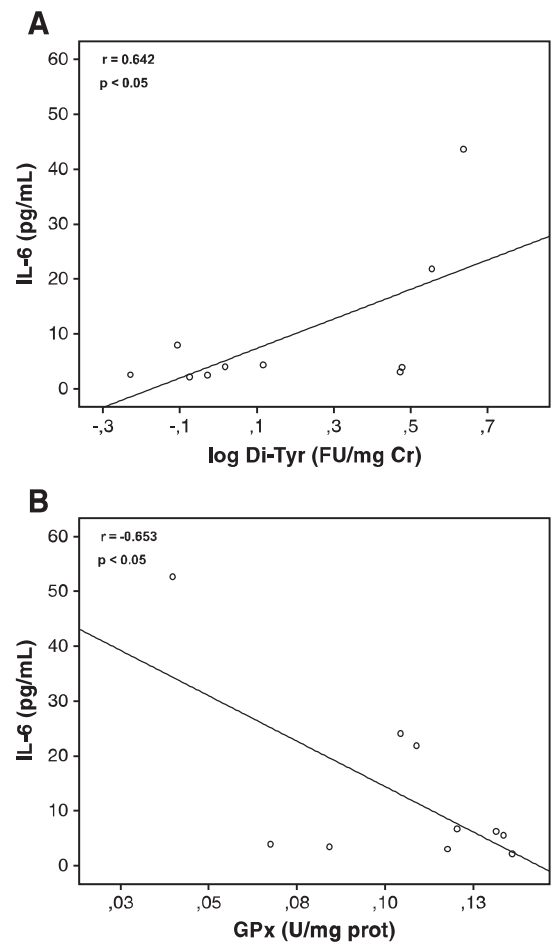 A
r = 0.642
p < 0.05
60
50
40
30
20
10
0
IL-6 (pg/mL)
-,3 -,1 ,1 ,3 ,5 ,7
log Di-Tyr (FU/mg Cr)
B
r = -0.653
p < 0.05
60
50
40
30
20
10
0
IL-6 (pg/mL)
,03 ,05 ,08 ,10 ,13
GPx (U/mg prot)